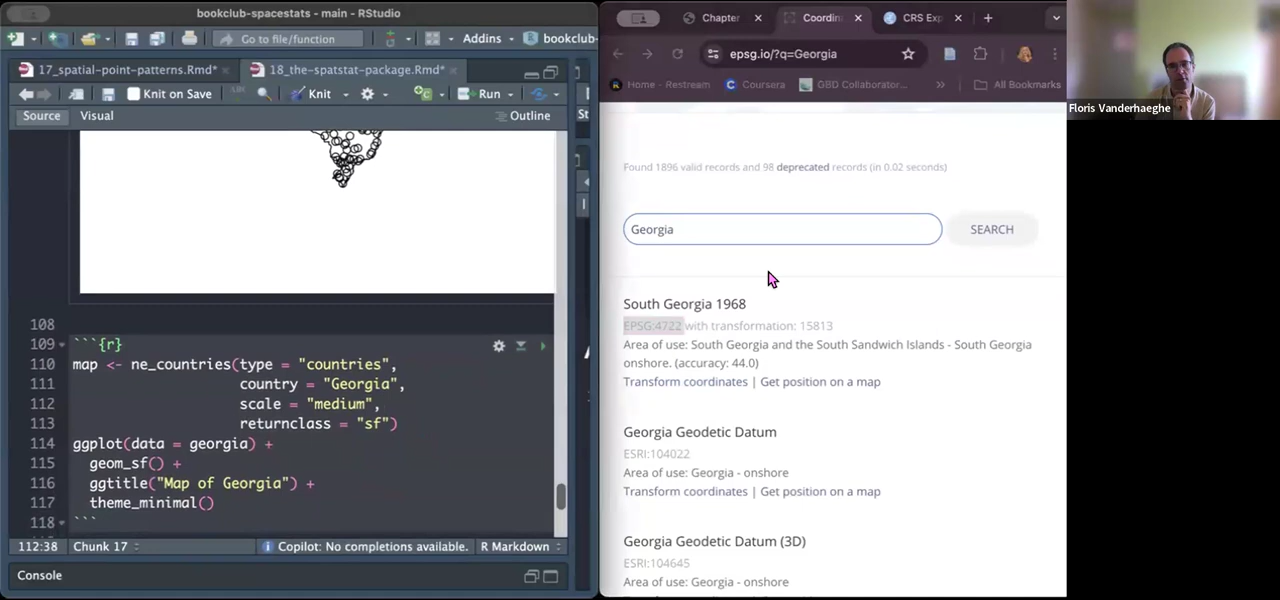 bookclub-spacestats - main - RStudio
Go to file/function
Addins
bookclub-
17_spatial-point-patterns.Rmd*
18_the-spatstat-package.Rmd*
Knit on Save
Knit
Run
Source
Visual
Outline
108
109 ```{r}
110 map <- ne_countries(type = "countries",
111 country = "Georgia",
112 scale = "medium",
113 returnclass = "sf")
114 ggplot(data = georgia) +
115 geom_sf() +
116 ggtitle("Map of Georgia") +
117 theme_minimal()
118 ```
112:38
Chunk 17
Copilot: No completions available.
R Markdown
Console
St
Chapter
Coordin
CRS Exp
epsg.io/?q=Georgia
Home - Restream
Coursera
GBD Collaborator...
All Bookmarks
Found 1896 valid records and 98 deprecated records (in 0.02 seconds)
Georgia
SEARCH
South Georgia 1968
EPSG:4722 with transformation: 15813
Area of use: South Georgia and the South Sandwich Islands - South Georgia
onshore. (accuracy: 44.0)
Transform coordinates | Get position on a map
Georgia Geodetic Datum
ESRI:104022
Area of use: Georgia - onshore
Transform coordinates | Get position on a map
Georgia Geodetic Datum (3D)
ESRI:104645
Area of use: Georgia - onshore
Floris Vanderhaeghe